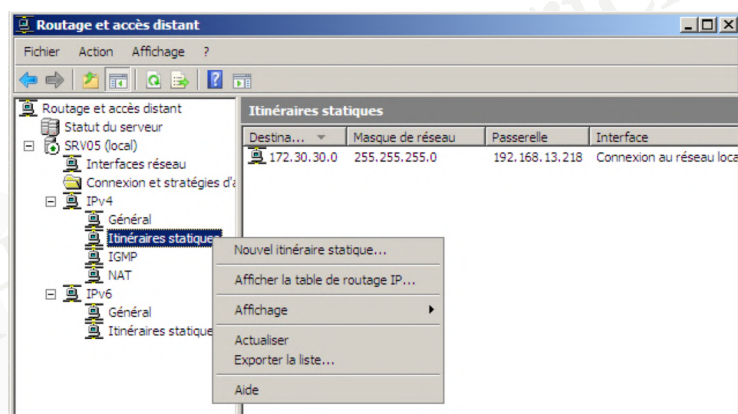 Routage et accès distant
Fichier Action Affichage ?
Routage et accès distant
Statut du serveur
SRV05 (local)
Interfaces réseau
Connexion et stratégies d'a
IPv4
Général
Itinéraires statiques
IGMP
NAT
IPv6
Général
Itinéraires statique
Itinéraires statiques
Destina... Masque de réseau Passerelle Interface
172.30.30.0 255.255.255.0 192.168.13.218 Connexion au réseau loca
Nouvel itinéraire statique...
Afficher la table de routage IP...
Affichage
Actualiser
Exporter la liste...
Aide